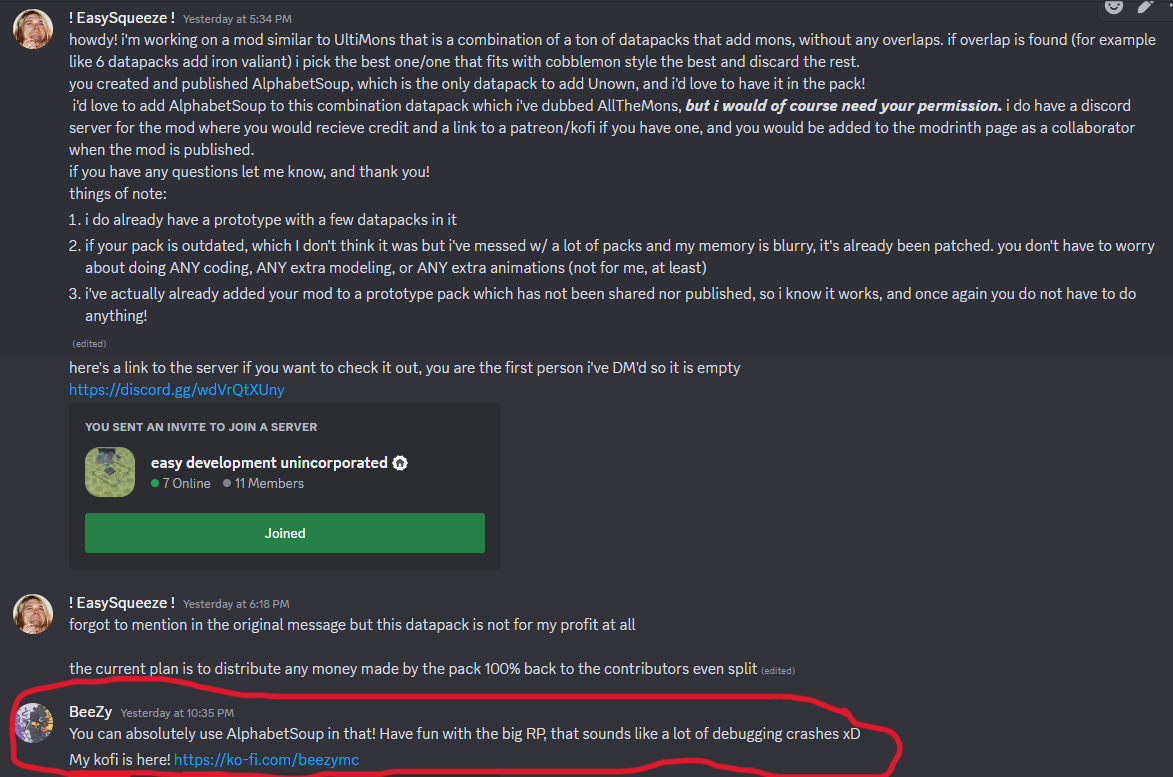 ! EasySqueeze ! Yesterday at 5:34 PM
howdy! i'm working on a mod similar to UltiMons that is a combination of a ton of datapacks that add mons, without any overlaps. if overlap is found (for example
like 6 datapacks add iron valiant) i pick the best one/one that fits with cobblemon style the best and discard the rest.
you created and published AlphabetSoup, which is the only datapack to add Unown, and i'd love to have it in the pack!
i'd love to add AlphabetSoup to this combination datapack which i've dubbed AllTheMons, but i would of course need your permission. i do have a discord
server for the mod where you would recieve credit and a link to a patreon/kofi if you have one, and you would be added to the modrinth page as a collaborator
when the mod is published.
if you have any questions let me know, and thank you!
things of note:
1. i do already have a prototype with a few datapacks in it
2. if your pack is outdated, which I don't think it was but i've messed w/ a lot of packs and my memory is blurry, it's already been patched. you don't have to worry
about doing ANY coding, ANY extra modeling, or ANY extra animations (not for me, at least)
3. i've actually already added your mod to a prototype pack which has not been shared nor published, so i know it works, and once again you do not have to do
anything!
(edited)
here's a link to the server if you want to check it out, you are the first person i've DM'd so it is empty
https://discord.gg/wdVrQtXUny
YOU SENT AN INVITE TO JOIN A SERVER
easy development unincorporated
7 Online 11 Members
Joined
! EasySqueeze ! Yesterday at 6:18 PM
forgot to mention in the original message but this datapack is not for my profit at all
the current plan is to distribute any money made by the pack 100% back to the contributors even split (edited)
BeeZy Yesterday at 10:35 PM
You can absolutely use AlphabetSoup in that! Have fun with the big RP, that sounds like a lot of debugging crashes xD
My kofi is here! https://ko-fi.com/beezymc